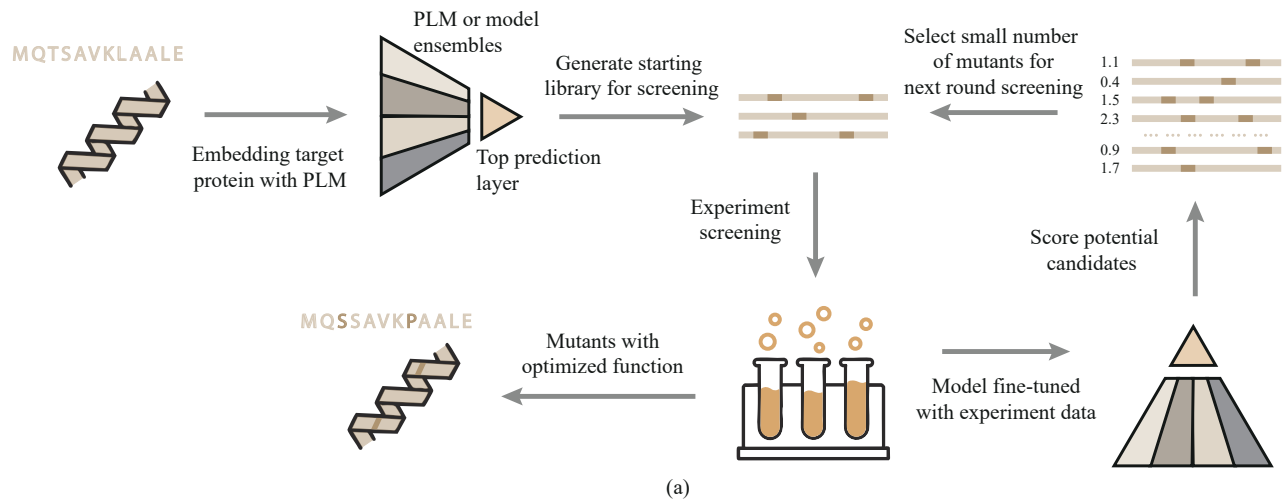 MQTSAVKLAALE
Embedding target
protein with PLM
PLM or model
ensembles
Top prediction
layer
Generate starting
library for screening
Select small number
of mutants for
next round screening
1.1
0.4
1.5
2.3
0.9
1.7
Experiment
screening
Score potential
candidates
MQSSAVKPAALE
Mutants with
optimized function
Model fine-tuned
with experiment data
(a)